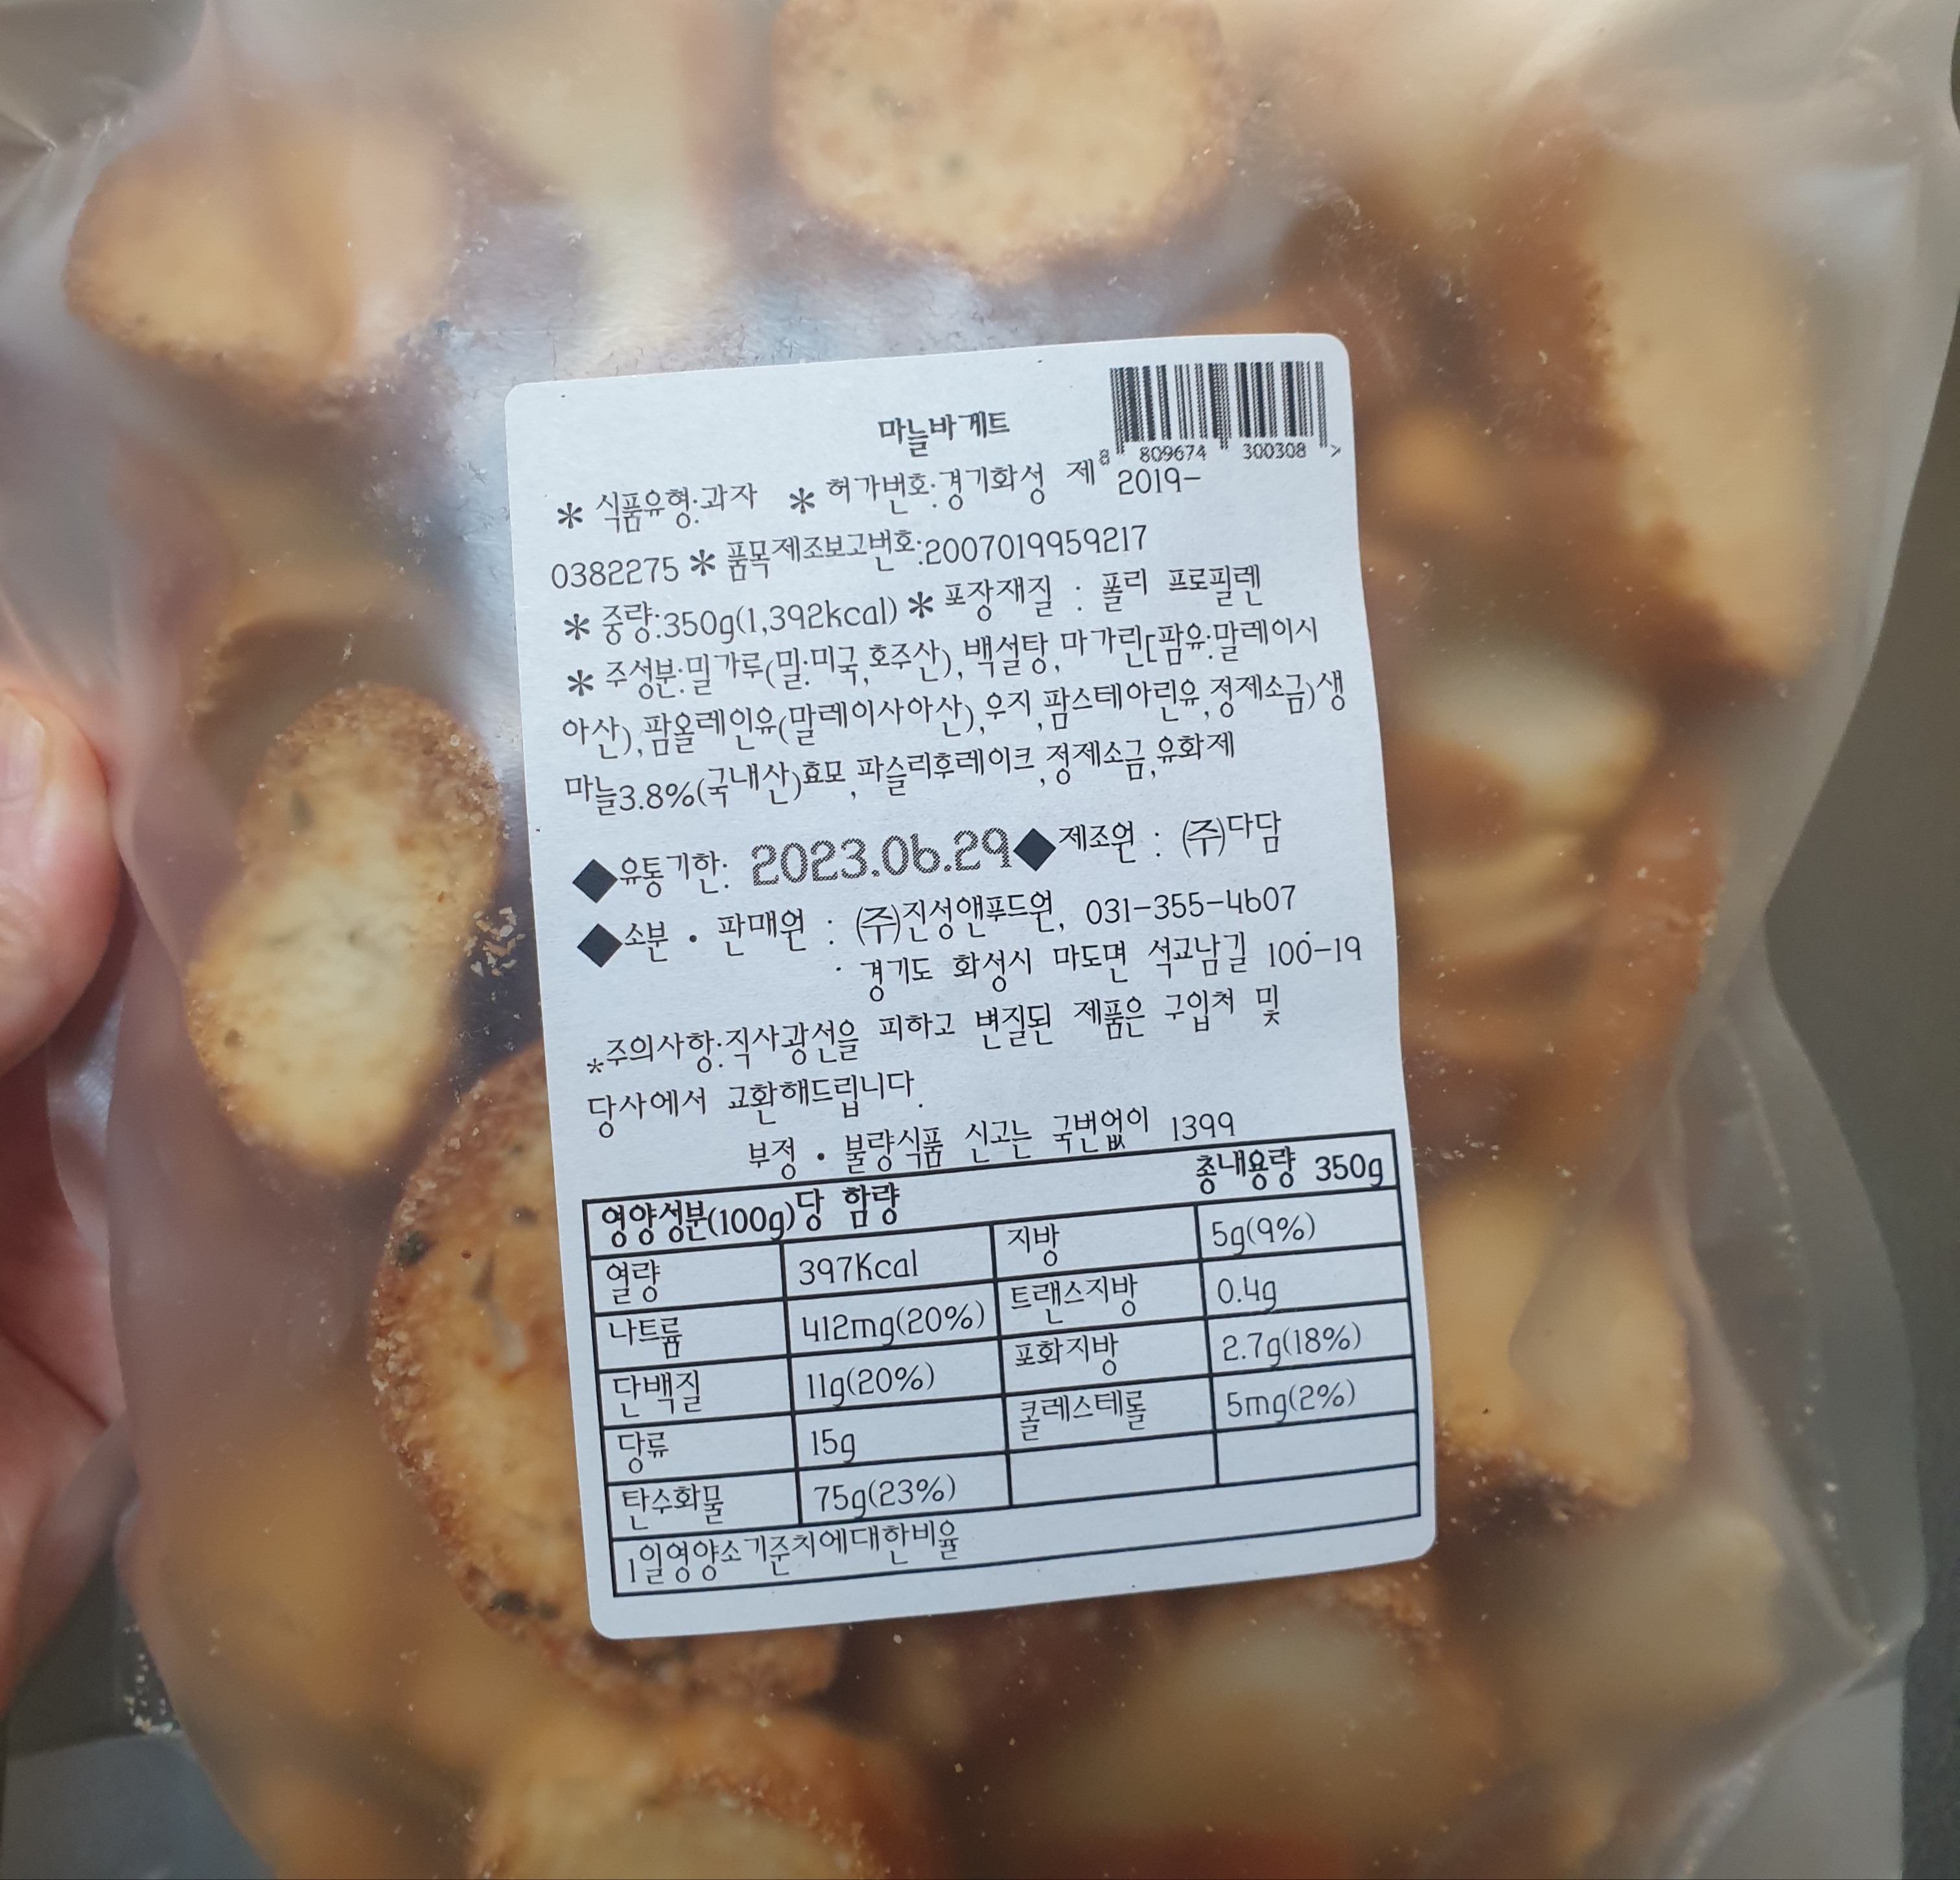 마늘바게트
8 809674 300308 >
* 식품유형:과자 * 허가번호:경기화성 제 2019-
0382275 * 품목제조보고번호:2007019959217
* 중량:350g(1,392kcal) * 포장재질 : 폴리 프로필렌
* 주성분:밀가루(밀:미국,호주산),백설탕,마가린[팜유:말레이시
아산),팜올레인유(말레이사아산),우지,팜스테아린유,정제소금)생
마늘3.8%(국내산)효모,파슬리후레이크,정제소금,유화제
◆유통기한: 2023.06.29◆제조원 : (주)다담
◆소분 · 판매원 : (주)진성앤푸드원, 031-355-4607
· 경기도 화성시 마도면 석교남길 100-19
*주의사항:직사광선을 피하고 변질된 제품은 구입처 및
당사에서 교환해드립니다.
부정 · 불량식품 신고는 국번없이 1399
영양성분(100g)당 함량 총내용량 350g
열량 397Kcal 지방 5g(9%)
나트륨 412mg(20%) 트랜스지방 0.4g
단백질 11g(20%) 포화지방 2.7g(18%)
당류 15g 콜레스테롤 5mg(2%)
탄수화물 75g(23%)
1일영양소기준치에대한비율